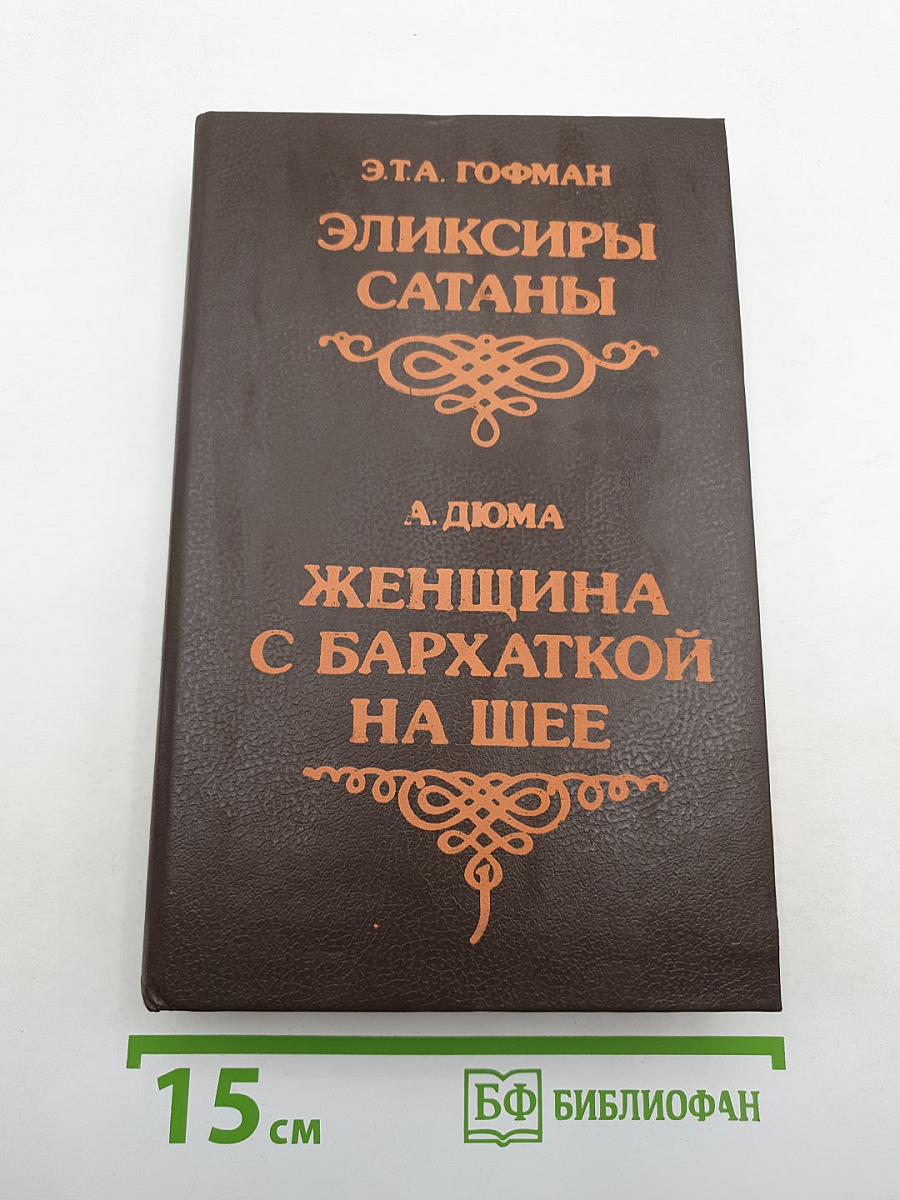 Э.Т.А. ГОФМАН
ЭЛИКСИРЫ
САТАНЫ
А. ДЮМА
ЖЕНЩИНА
С БАРХАТКОЙ
НА ШЕЕ
15 см
БФ БИБЛИОФАН